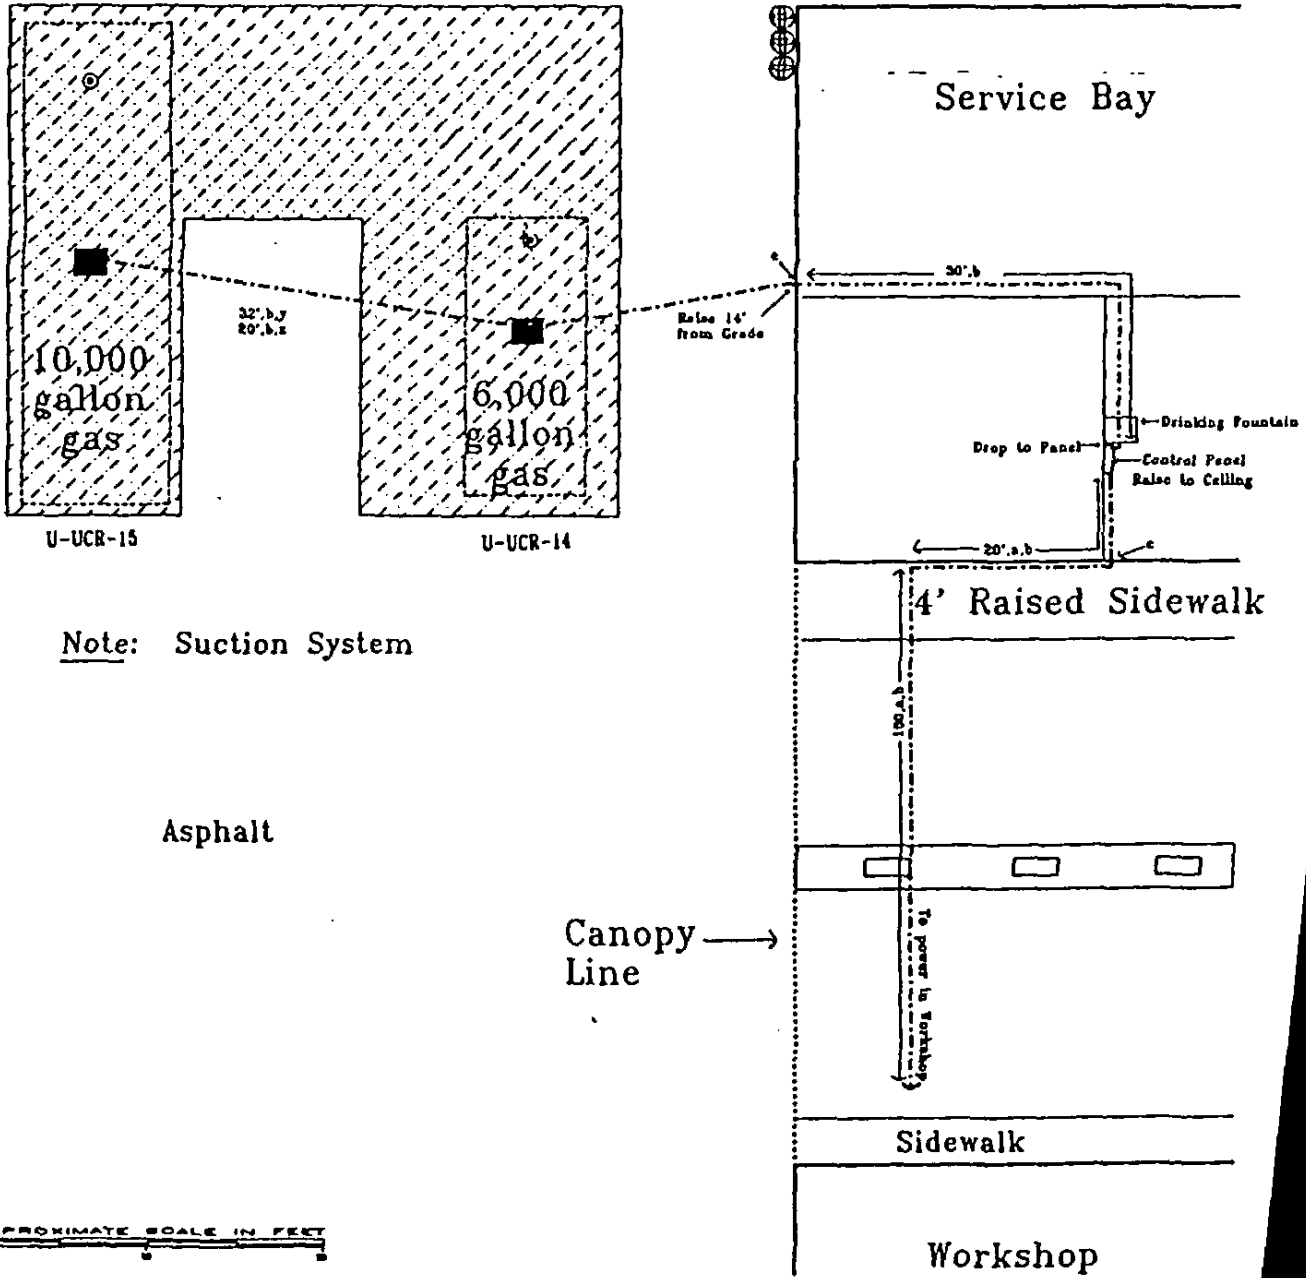 Service Bay
30',b
32',b,y
20',b,x
Raise 14'
from Grade
10,000
gallon
gas
6,000
gallon
gas
Drinking Fountain
Drop to Panel
Control Panel
Raise to Ceiling
U-UCR-15
U-UCR-14
20',a,b
c
4' Raised Sidewalk
Note: Suction System
100,a,b
Asphalt
Canopy
Line
To power in Workshop
Sidewalk
PROXIMATE SCALE IN FEET
Workshop